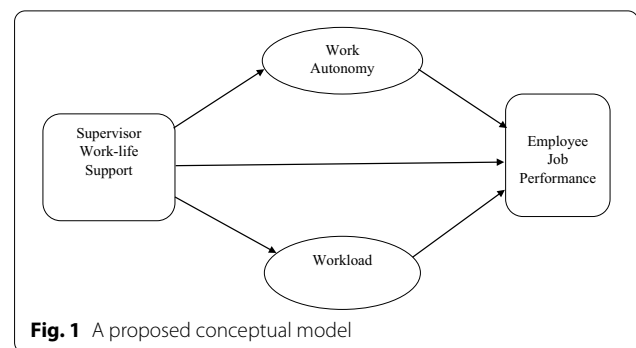 Work
Autonomy
Supervisor
Work-life
Support
Employee
Job
Performance
Workload
Fig. 1 A proposed conceptual model